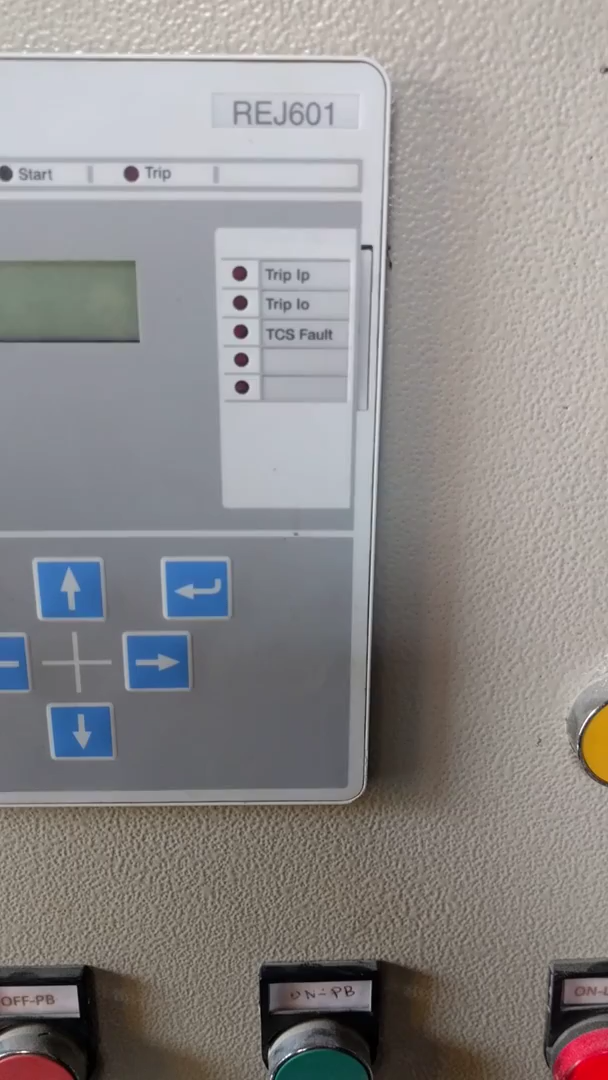 REJ601
Start
Trip
Trip Ip
Trip Io
TCS Fault
OFF-PB
ON-PB